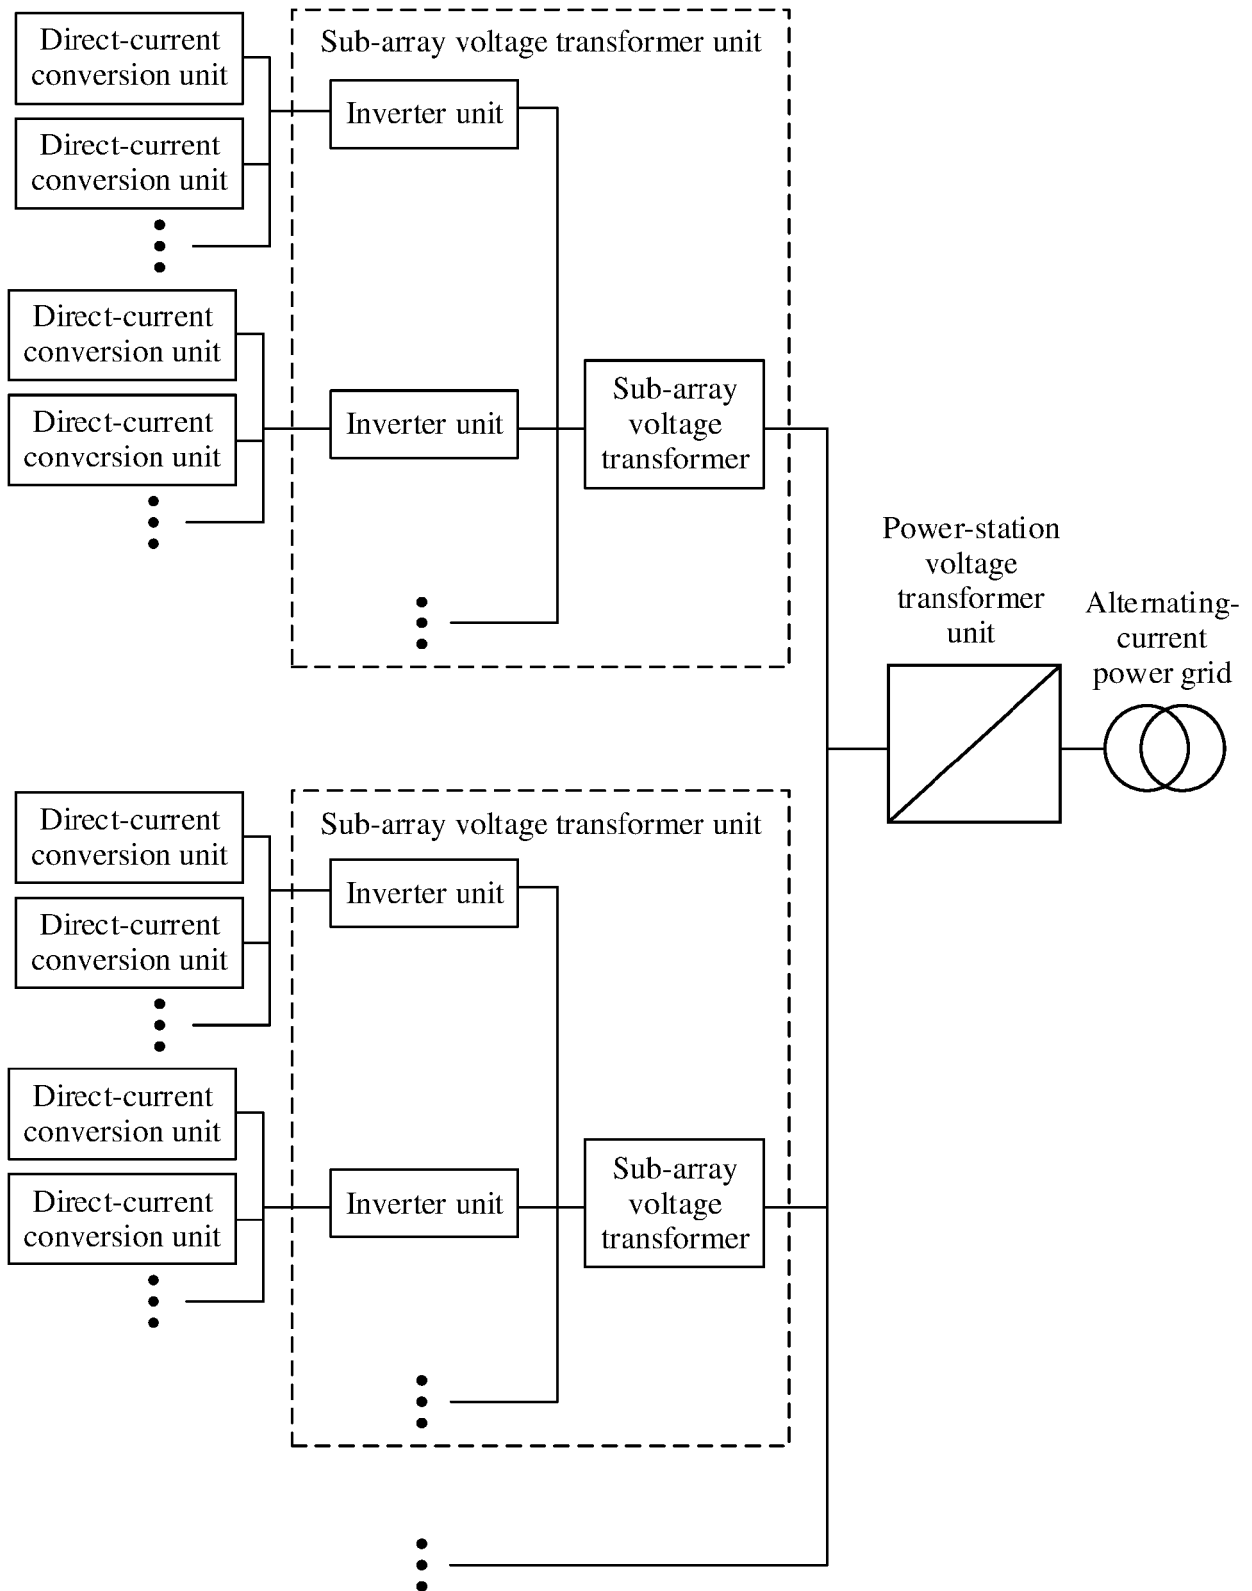 Direct-current
conversion unit
Direct-current
conversion unit
Direct-current
conversion unit
Direct-current
conversion unit
Sub-array voltage transformer unit
Inverter unit
Inverter unit
Sub-array
voltage
transformer
Power-station
voltage
transformer
unit
Alternating-
current
power grid
Direct-current
conversion unit
Direct-current
conversion unit
Direct-current
conversion unit
Direct-current
conversion unit
Sub-array voltage transformer unit
Inverter unit
Inverter unit
Sub-array
voltage
transformer